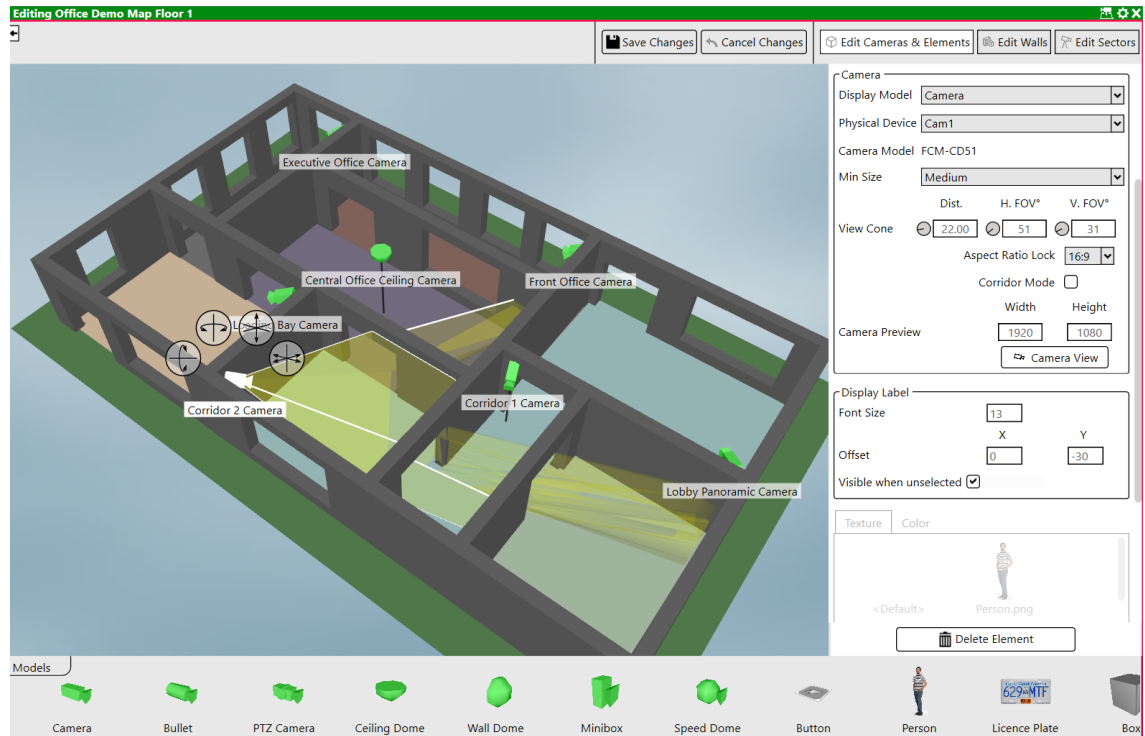 Editing Office Demo Map Floor 1
Save Changes
Cancel Changes
Edit Cameras & Elements
Edit Walls
Edit Sectors
Executive Office Camera
Central Office Ceiling Camera
Front Office Camera
Loading Bay Camera
Corridor 2 Camera
Corridor 1 Camera
Lobby Panoramic Camera
Camera
Display Model Camera
Physical Device Cam1
Camera Model FCM-CD51
Min Size Medium
Dist. H. FOV° V. FOV°
View Cone 22.00 51 31
Aspect Ratio Lock 16:9
Corridor Mode
Width Height
Camera Preview 1920 1080
Camera View
Display Label
Font Size 13
X Y
Offset 0 -30
Visible when unselected
Texture Color
<Default> Person.png
Delete Element
Models
629 MTF
Camera Bullet PTZ Camera Ceiling Dome Wall Dome Minibox Speed Dome Button Person Licence Plate Box